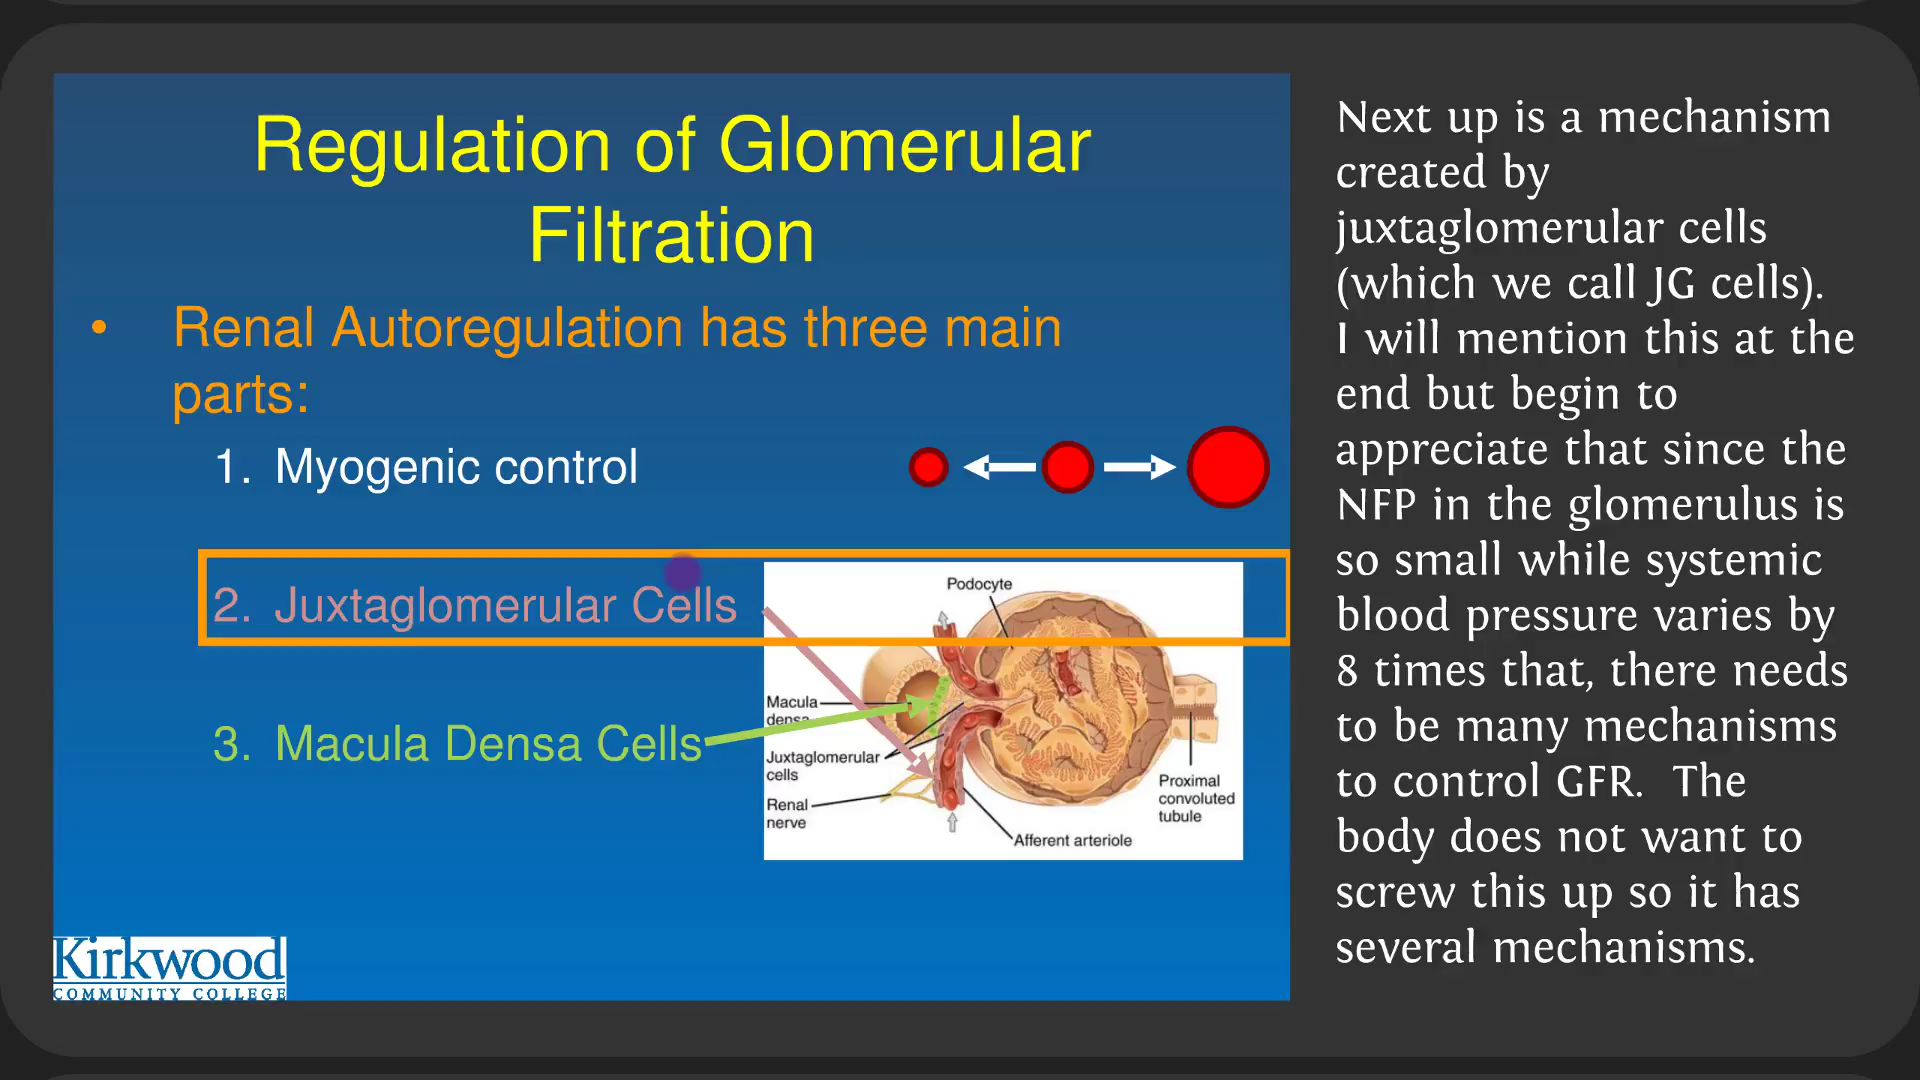 Regulation of Glomerular
Filtration
• Renal Autoregulation has three main
parts:
1. Myogenic control
2. Juxtaglomerular Cells
3. Macula Densa Cells
Podocyte
Macula
densa
Juxtaglomerular
cells
Renal
nerve
Proximal
convoluted
tubule
Afferent arteriole
Kirkwood
COMMUNITY COLLEGE
Next up is a mechanism
created by
juxtaglomerular cells
(which we call JG cells).
I will mention this at the
end but begin to
appreciate that since the
NFP in the glomerulus is
so small while systemic
blood pressure varies by
8 times that, there needs
to be many mechanisms
to control GFR.  The
body does not want to
screw this up so it has
several mechanisms.